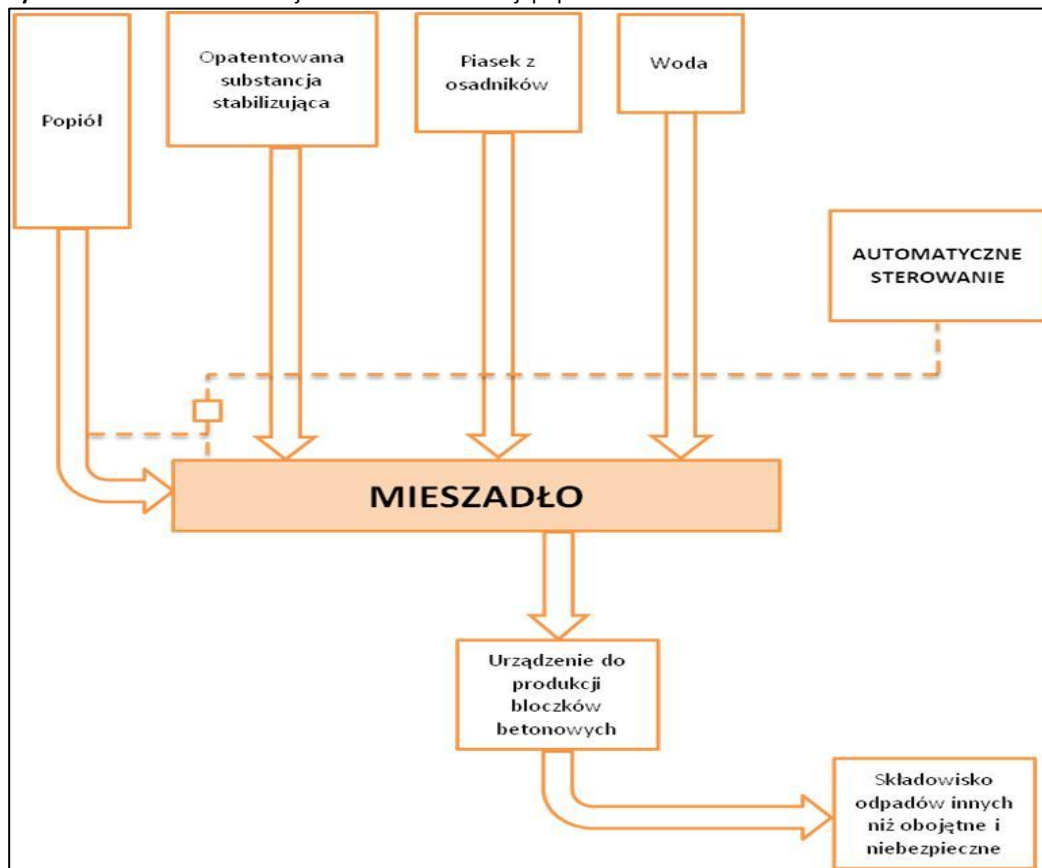 Popiół
Opatentowana
substancja
stabilizująca
Piasek z
osadników
Woda
AUTOMATYCZNE
STEROWANIE
MIESZADŁO
Urządzenie do
produkcji
bloczków
betonowych
Składowisko
odpadów innych
niż obojętne i
niebezpieczne